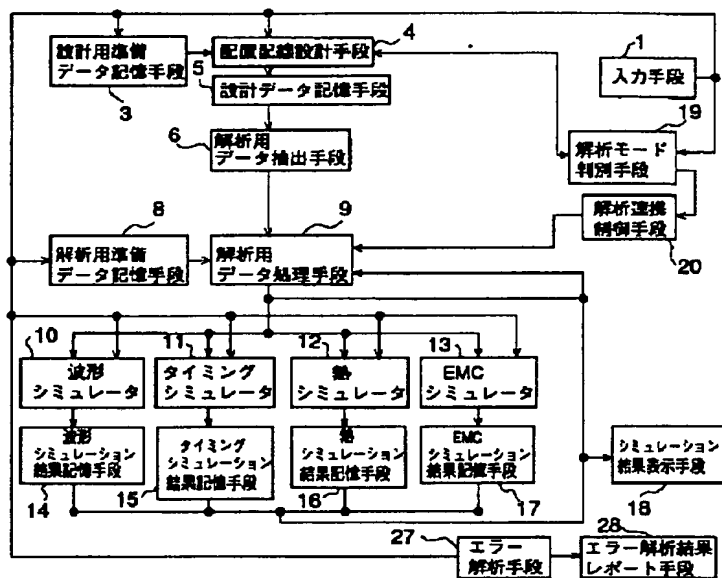 4
1
設計用準備
データ記憶手段
配置配線設計手段
入力手段
5
設計データ記憶手段
3
19
6
解析用
データ抽出手段
解析モード
判別手段
8
9
解析連携
制御手段
解析用準備
データ記憶手段
解析用
データ処理手段
20
10
11
12
13
波形
シミュレータ
タイミング
シミュレータ
熱
シミュレータ
EMC
シミュレータ
波形
シミュレーション
結果記憶手段
タイミング
シミュレーション
結果記憶手段
熱
シミュレーション
結果記憶手段
EMC
シミュレーション
結果記憶手段
シミュレーション
結果表示手段
14
15
16
17
18
27
28
エラー
解析手段
エラー解析結果
レポート手段